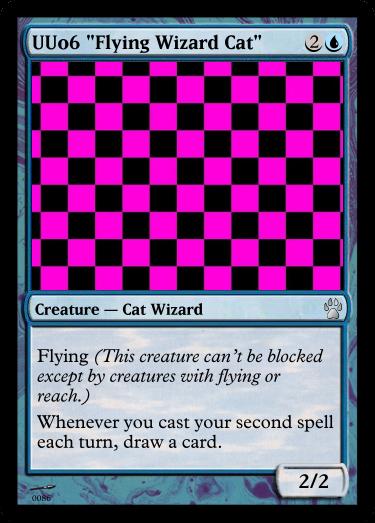 UU06 "Flying Wizard Cat" 2
Creature — Cat Wizard
Flying (This creature can't be blocked
except by creatures with flying or
reach.)
Whenever you cast your second spell
each turn, draw a card.
2/2
0086